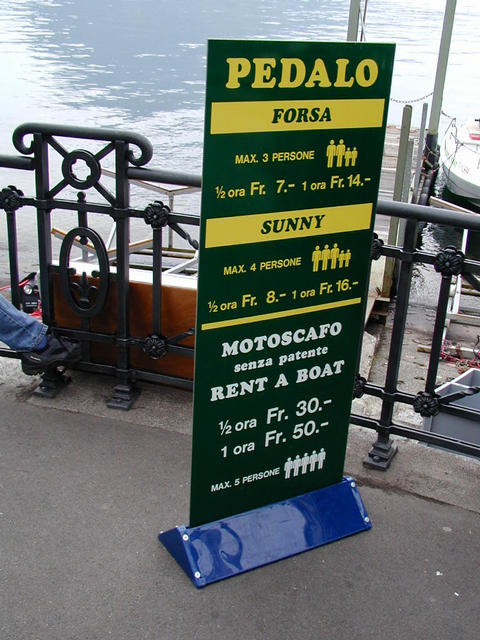 PEDALO
FORSA
MAX. 3 PERSONE
½ ora Fr. 7.- 1 ora Fr. 14.-
SUNNY
MAX. 4 PERSONE
½ ora Fr. 8.- 1 ora Fr. 16.-
MOTOSCAFO
senza patente
RENT A BOAT
½ ora Fr. 30.-
1 ora Fr. 50.-
MAX. 5 PERSONE